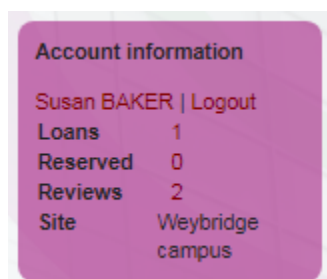 Account information
Susan BAKER | Logout
Loans 1
Reserved 0
Reviews 2
Site Weybridge
campus